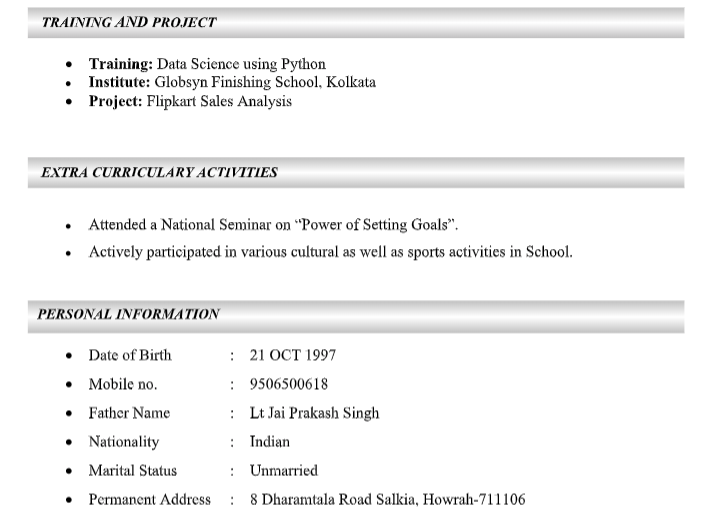 TRAINING AND PROJECT
• Training: Data Science using Python
• Institute: Globsyn Finishing School, Kolkata
• Project: Flipkart Sales Analysis
EXTRA CURRICULARY ACTIVITIES
• Attended a National Seminar on “Power of Setting Goals”.
• Actively participated in various cultural as well as sports activities in School.
PERSONAL INFORMATION
• Date of Birth : 21 OCT 1997
• Mobile no. : 9506500618
• Father Name : Lt Jai Prakash Singh
• Nationality : Indian
• Marital Status : Unmarried
• Permanent Address : 8 Dharamtala Road Salkia, Howrah-711106